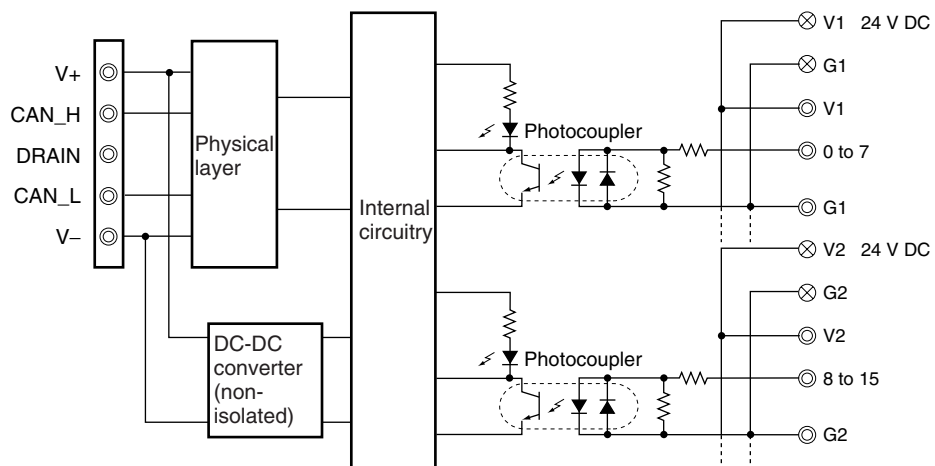 V+
CAN_H
DRAIN
CAN_L
V–
Physical
layer
DC-DC
converter
(non-
isolated)
Internal
circuitry
Photocoupler
V1 24 V DC
G1
V1
0 to 7
G1
Photocoupler
V2 24 V DC
G2
V2
8 to 15
G2